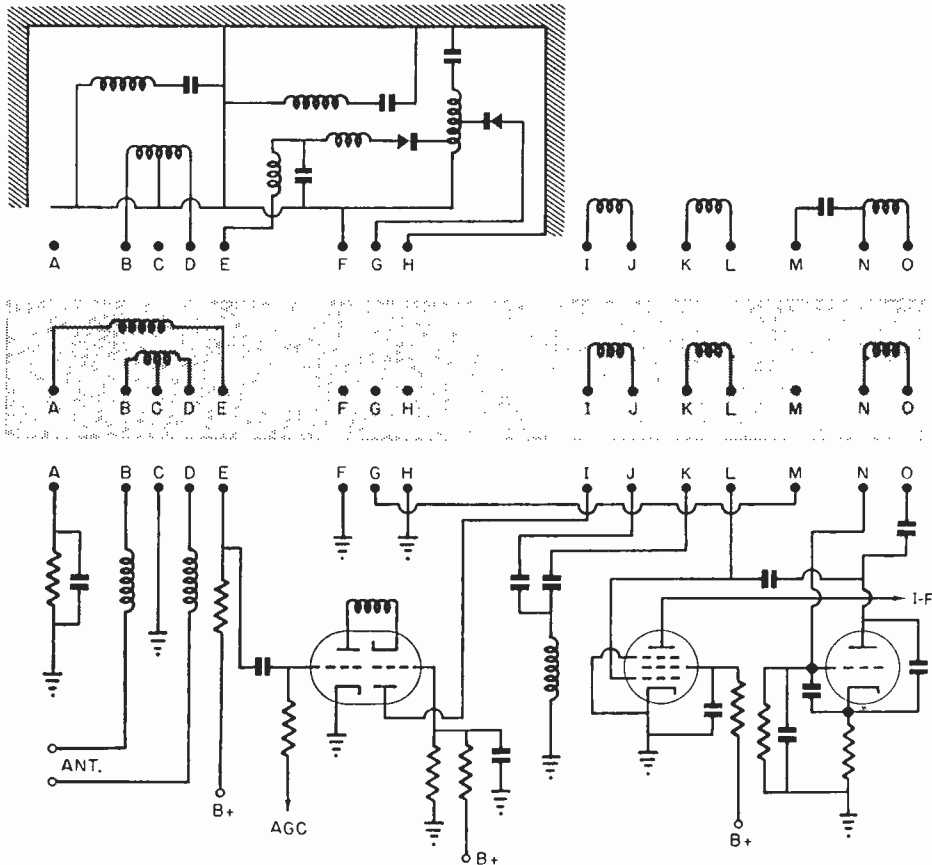 A B C D E F G H I J K L M N O
A B C D E F G H I J K L M N O
A B C D E F G H I J K L M N O
I-F
ANT.
B+
AGC
B+
B+